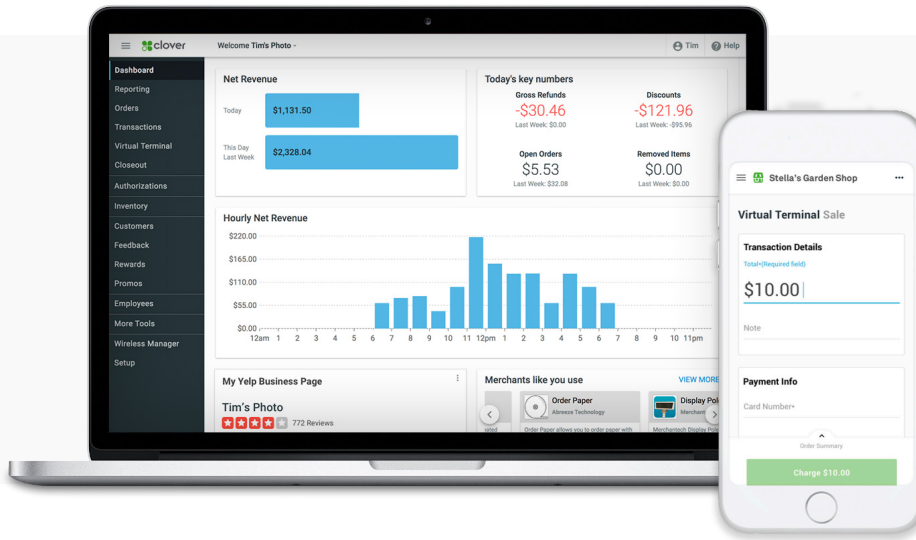 clover
Welcome Tim's Photo
Tim
Help
Dashboard
Reporting
Orders
Transactions
Virtual Terminal
Closeout
Authorizations
Inventory
Customers
Feedback
Rewards
Promos
Employees
More Tools
Wireless Manager
Setup
Net Revenue
Today
$1,131.50
This Day
Last Week
$2,328.04
Today's key numbers
Gross Refunds
-$30.46
Last Week: $0.00
Discounts
-$121.96
Last Week: -$95.96
Open Orders
$5.53
Last Week: $32.08
Removed Items
$0.00
Last Week: $0.00
Hourly Net Revenue
$220.00
$165.00
$110.00
$55.00
$0.00
12am 1 2 3 4 5 6 7 8 9 10 11 12pm 1 2 3 4 5 6 7 8 9 10 11pm
My Yelp Business Page
Tim's Photo
772 Reviews
Merchants like you use
VIEW MORE
Order Paper
Abreeze Technology
Order Paper allows you to order paper with
Display Pol
Merchant
Merchantech Display Pole
Stella's Garden Shop
Virtual Terminal Sale
Transaction Details
Total*(Required field)
$10.00
Note
Payment Info
Card Number*
Order Summary
Charge $10.00